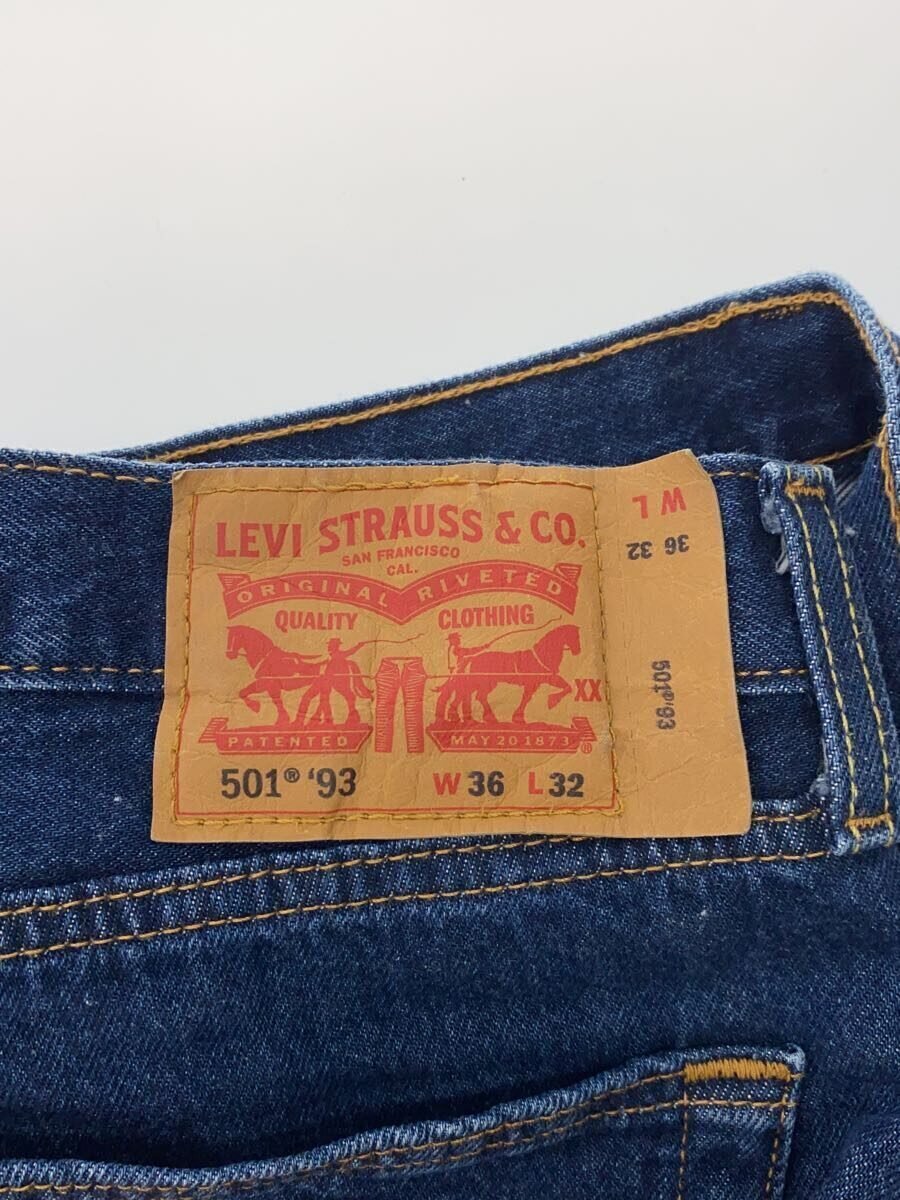 LEVI STRAUSS & CO.
SAN FRANCISCO
CAL.
ORIGINAL RIVETED
QUALITY CLOTHING
XX
PATENTED MAY 20 1873 ®
501® '93 W 36 L 32
W L
36 32
501® '93